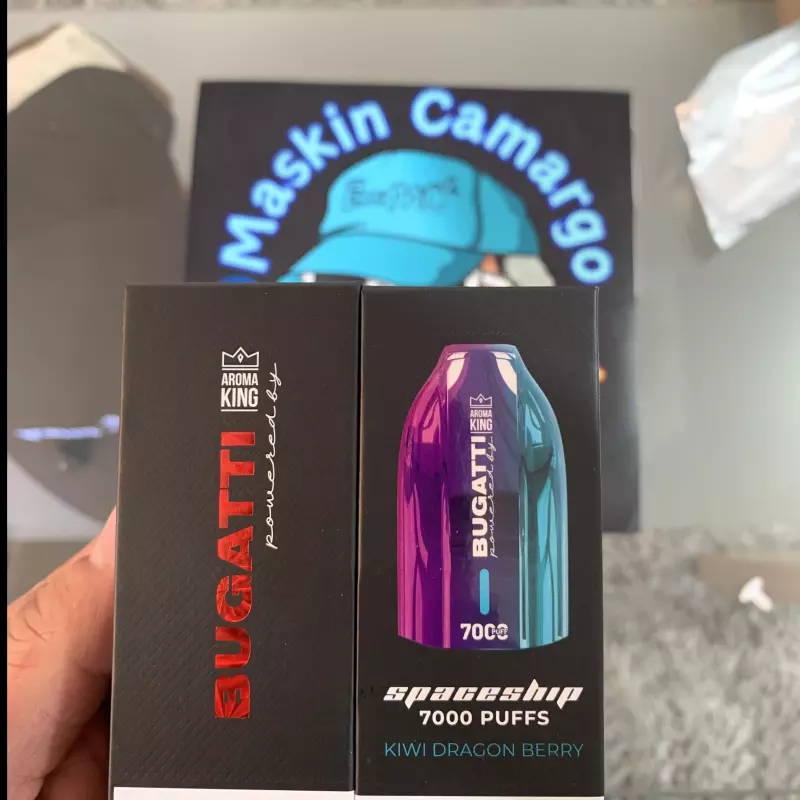 Maskin Camargo
E=MC²
AROMA
KING
BUGATTI
powered by
AROMA
KING
BUGATTI
powered by
7000
PUFF
spaceship
7000 PUFFS
KIWI DRAGON BERRY